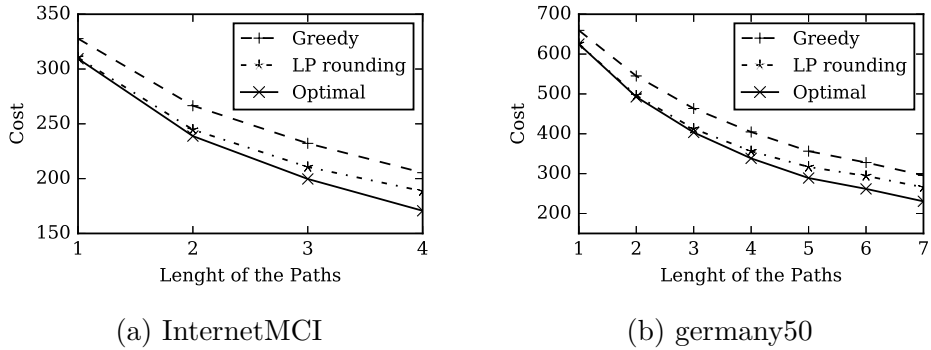 350
300
250
200
150
Cost
Greedy
LP rounding
Optimal
1 2 3 4
Lenght of the Paths
(a) InternetMCI
700
600
500
400
300
200
Cost
Greedy
LP rounding
Optimal
1 2 3 4 5 6 7
Lenght of the Paths
(b) germany50